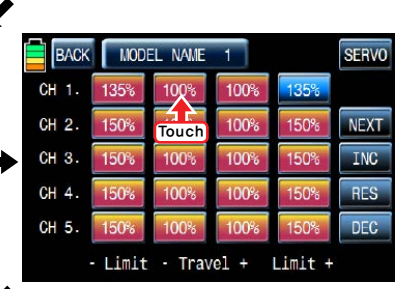 BACK MODEL NAME 1 SERVO
CH 1. 135% 100% 100% 135%
CH 2. 150% Touch 100% 150% NEXT
CH 3. 150% 100% 100% 150% INC
CH 4. 150% 100% 100% 150% RES
CH 5. 150% 100% 100% 150% DEC
- Limit - Travel + Limit +